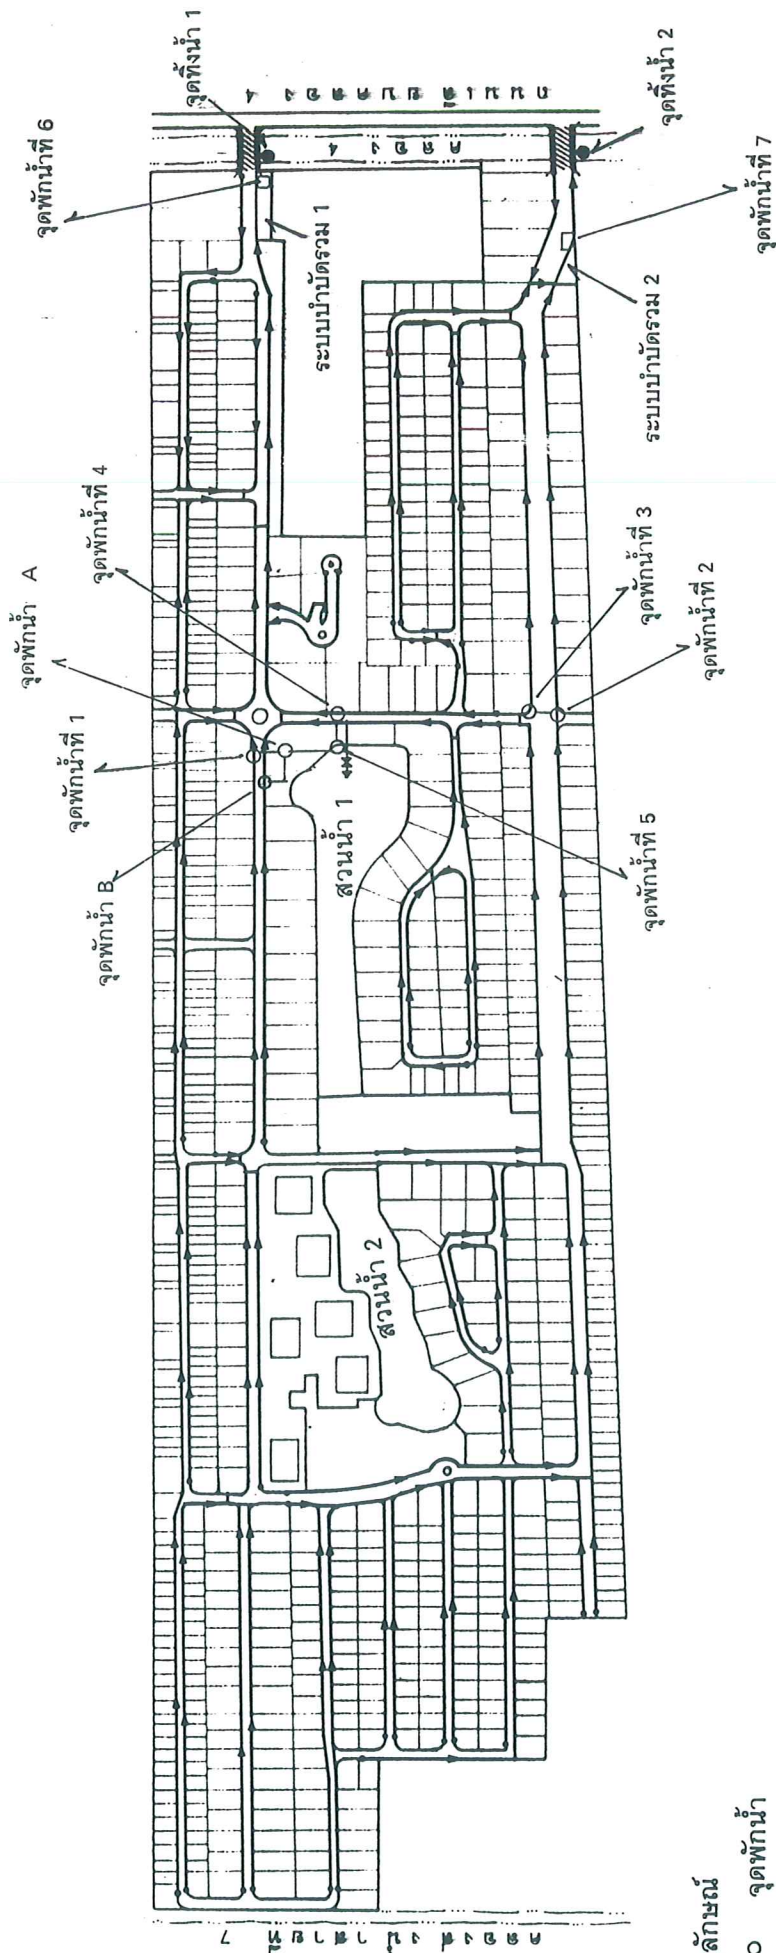 จุดพักน้ำที่ 6
จุดทิ้งน้ำ 1
จุดทิ้งน้ำ 2
จุดพักน้ำที่ 7
ระบบบำบัดรวม 1
ระบบบำบัดรวม 2
จุดพักน้ำที่ 4
จุดพักน้ำ A
จุดพักน้ำที่ 1
จุดพักน้ำ B
จุดพักน้ำที่ 3
จุดพักน้ำที่ 2
จุดพักน้ำที่ 5
สวนน้ำ 1
สวนน้ำ 2
ลักษณ์
จุดพักน้ำ